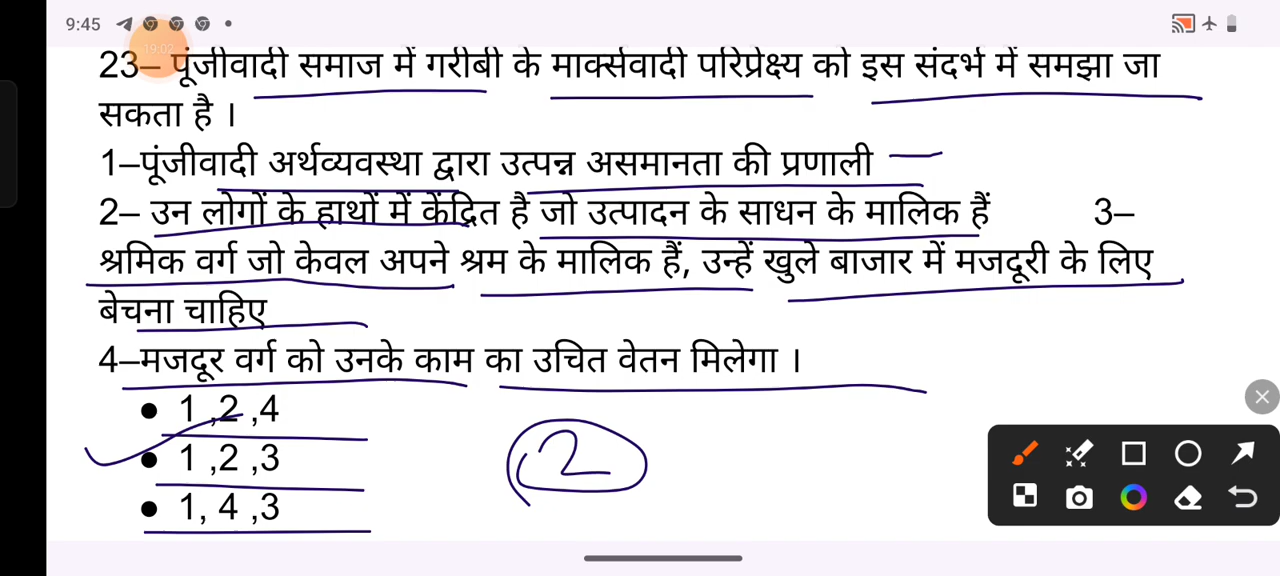 9:45
19:02
23– पूंजीवादी समाज में गरीबी के मार्क्सवादी परिप्रेक्ष्य को इस संदर्भ में समझा जा
सकता है ।
1–पूंजीवादी अर्थव्यवस्था द्वारा उत्पन्न असमानता की प्रणाली
2– उन लोगों के हाथों में केंद्रित है जो उत्पादन के साधन के मालिक हैं 3–
श्रमिक वर्ग जो केवल अपने श्रम के मालिक हैं, उन्हें खुले बाजार में मजदूरी के लिए
बेचना चाहिए
4–मजदूर वर्ग को उनके काम का उचित वेतन मिलेगा ।
● 1 ,2 ,4
● 1 ,2 ,3
● 1, 4 ,3
2